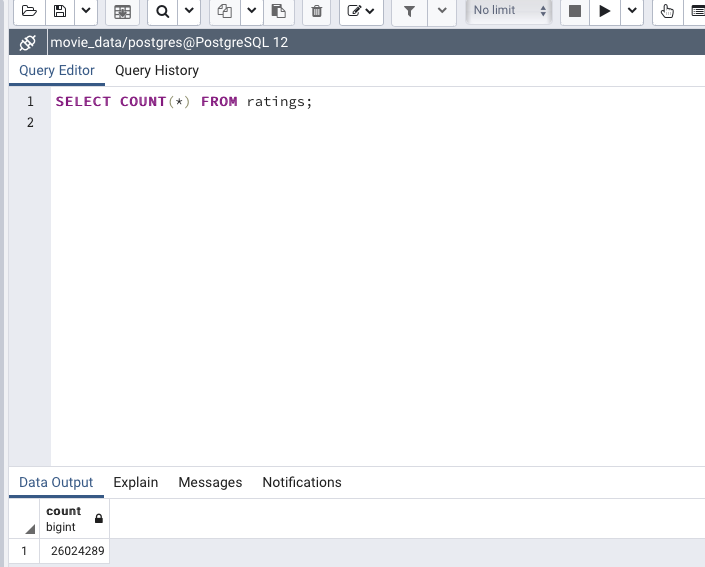 No limit
movie_data/postgres@PostgreSQL 12
Query Editor Query History
1 SELECT COUNT(*) FROM ratings;
2
Data Output Explain Messages Notifications
count
bigint
1 26024289